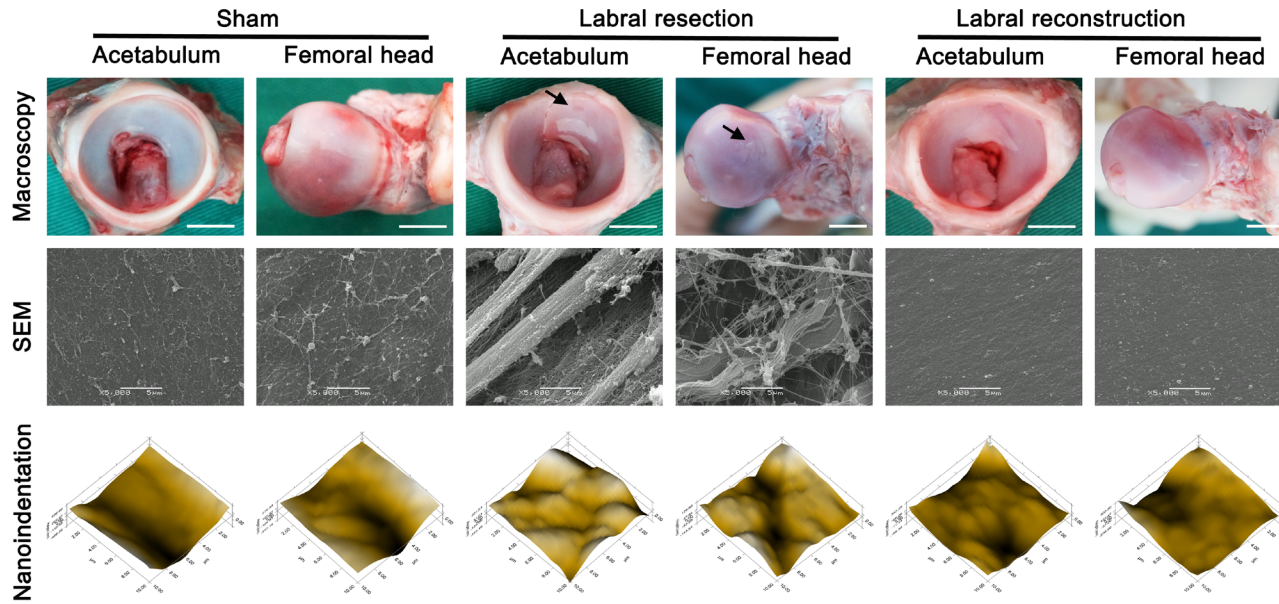 Sham
Labral resection
Labral reconstruction
Acetabulum
Femoral head
Acetabulum
Femoral head
Acetabulum
Femoral head
Macroscopy
SEM
X5,000 5μm
X5,000 5μm
X5,000 5μm
X5,000 5μm
X5,000 5μm
X5,000 5μm
Nanoindentation